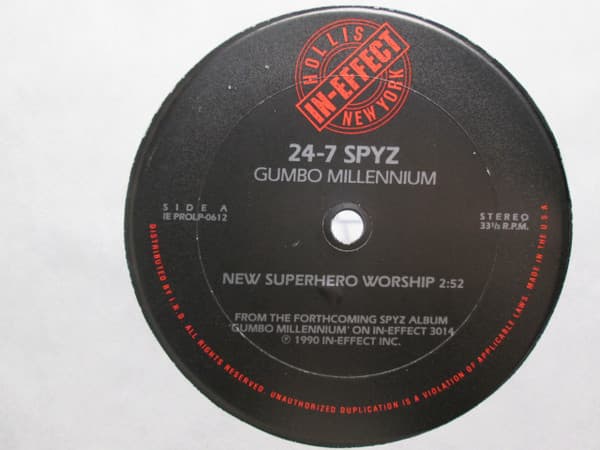 HOLLIS
IN-EFFECT
NEW YORK
24-7 SPYZ
GUMBO MILLENNIUM
SIDE A
IE PROLP-0612
STEREO
33⅓ R.P.M.
NEW SUPERHERO WORSHIP 2:52
FROM THE FORTHCOMING SPYZ ALBUM
'GUMBO MILLENNIUM' ON IN-EFFECT 3014
℗ 1990 IN-EFFECT INC.
DISTRIBUTED BY I.R.D. ALL RIGHTS RESERVED. UNAUTHORIZED DUPLICATION IS A VIOLATION OF APPLICABLE LAWS. MADE IN THE U.S.A.